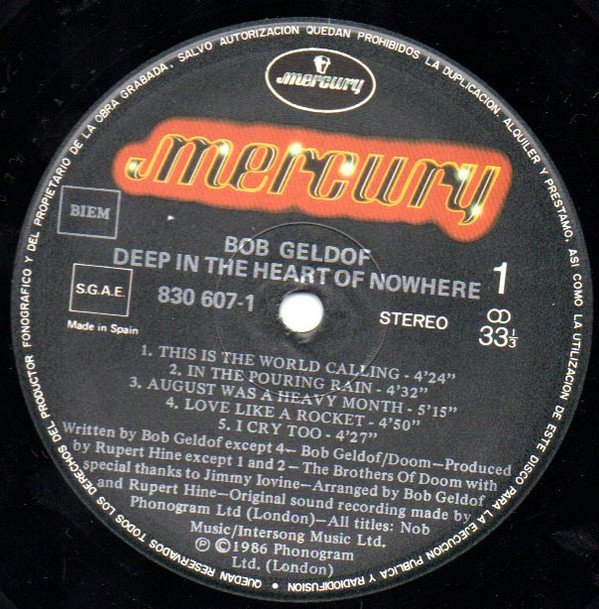 QUEDAN RESERVADOS TODOS LOS DERECHOS DEL PRODUCTOR FONOGRAFICO Y DEL PROPIETARIO DE LA OBRA GRABADA, SALVO AUTORIZACION QUEDAN PROHIBIDOS LA DUPLICACION, ALQUILER Y PRESTAMO, ASI COMO LA UTILIZACION DE ESTE DISCO PARA LA EJECUCION PUBLICA Y RADIODIFUSION
mercury
mercury
BIEM
BOB GELDOF
DEEP IN THE HEART OF NOWHERE 1
S.G.A.E. 830 607-1
STEREO
33 1/3
Made in Spain
1. THIS IS THE WORLD CALLING - 4'24"
2. IN THE POURING RAIN - 4'32"
3. AUGUST WAS A HEAVY MONTH - 5'15"
4. LOVE LIKE A ROCKET - 4'50"
5. I CRY TOO - 4'27"
Written by Bob Geldof except 4— Bob Geldof/Doom—Produced
by Rupert Hine except 1 and 2 – The Brothers Of Doom with
special thanks to Jimmy Iovine—Arranged by Bob Geldof
and Rupert Hine—Original sound recording made by
Phonogram Ltd (London)—All titles: Nob
Music/Intersong Music Ltd.
℗ ©1986 Phonogram
Ltd. (London)